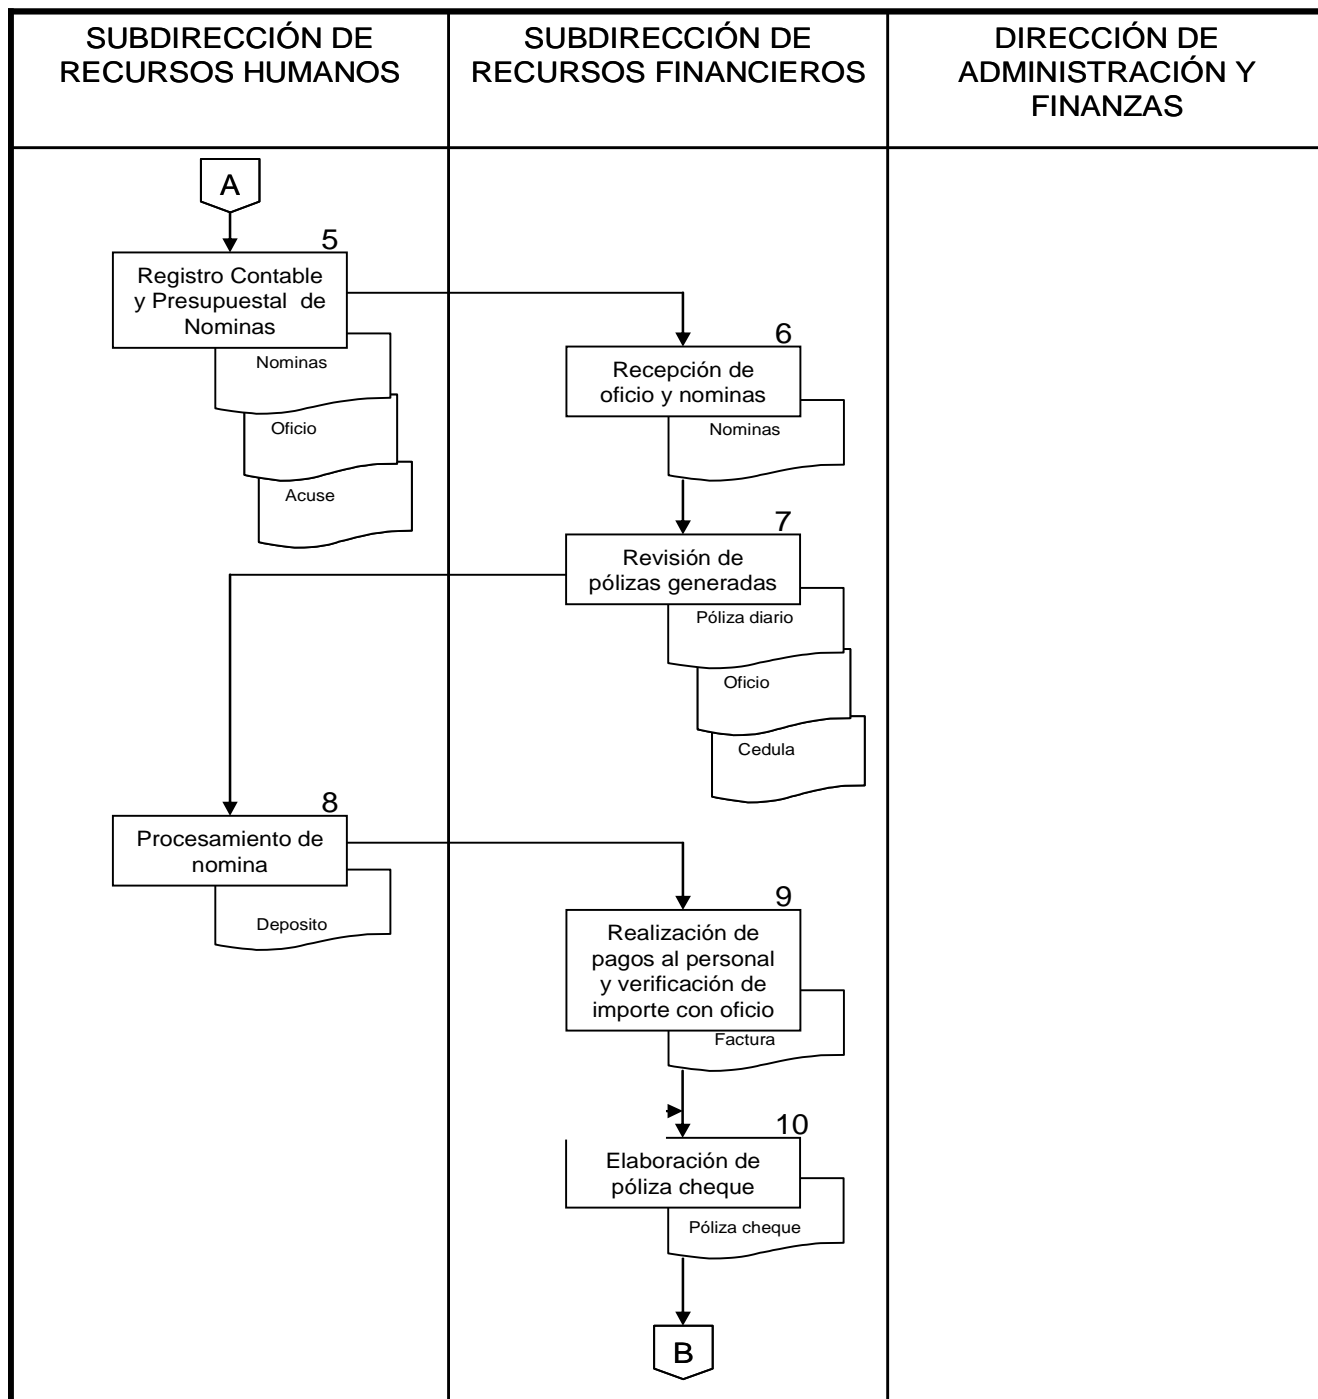 SUBDIRECCIÓN DE
RECURSOS HUMANOS
SUBDIRECCIÓN DE
RECURSOS FINANCIEROS
DIRECCIÓN DE
ADMINISTRACIÓN Y
FINANZAS
A
5
Registro Contable
y Presupuestal de
Nominas
Nominas
Oficio
Acuse
6
Recepción de
oficio y nominas
Nominas
7
Revisión de
pólizas generadas
Póliza diario
Oficio
Cedula
8
Procesamiento de
nomina
Deposito
9
Realización de
pagos al personal
y verificación de
importe con oficio
Factura
10
Elaboración de
póliza cheque
Póliza cheque
B